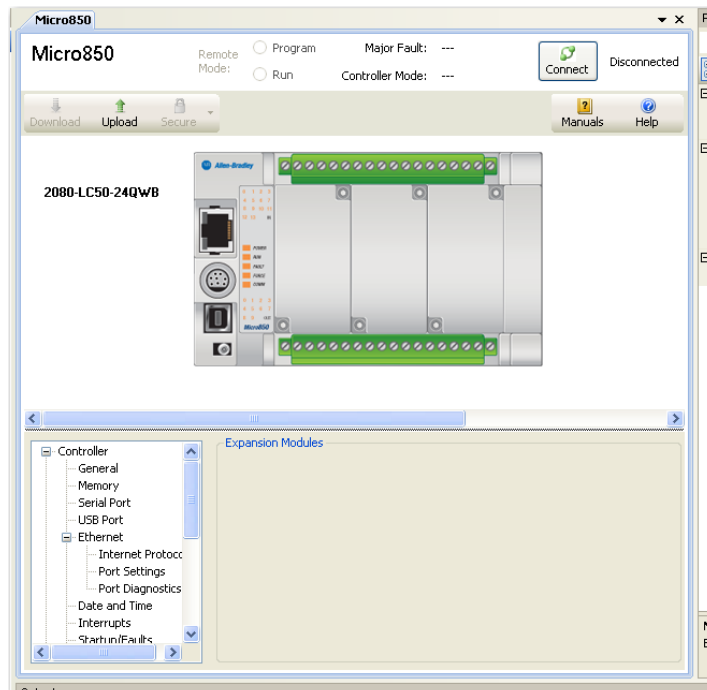 Micro850
Micro850
Remote Mode:
Program
Run
Major Fault: ---
Controller Mode: ---
Connect
Disconnected
Download
Upload
Secure
Manuals
Help
2080-LC50-24QWB
Allen-Bradley
POWER
RUN
FAULT
FORCE
COMM
Micro850
Controller
General
Memory
Serial Port
USB Port
Ethernet
Internet Protoc
Port Settings
Port Diagnostics
Date and Time
Interrupts
Startup/Faults
Expansion Modules